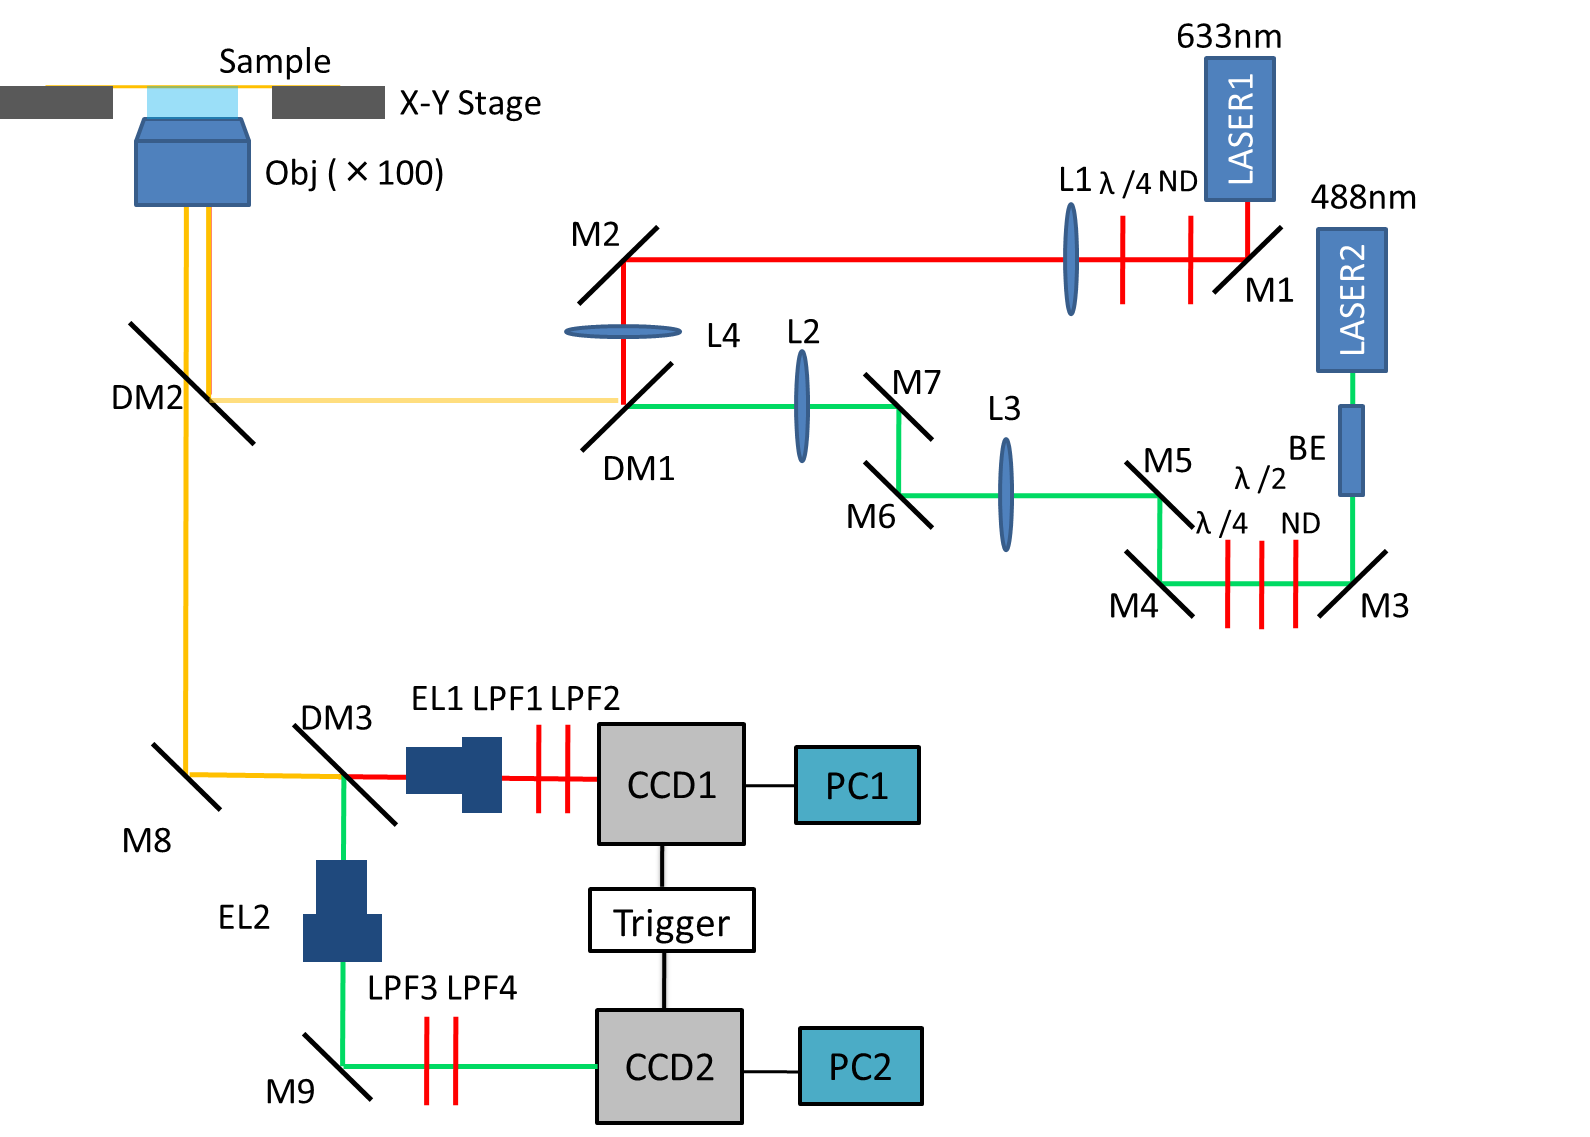 633nm
Sample
LASER1
X-Y Stage
Obj ( × 100)
L1
λ /4
ND
488nm
M2
LASER2
M1
L4
L2
M7
DM2
L3
DM1
BE
M5
λ /2
M6
λ /4
ND
M4
M3
EL1
LPF1
LPF2
DM3
CCD1
PC1
M8
EL2
Trigger
LPF3
LPF4
CCD2
PC2
M9